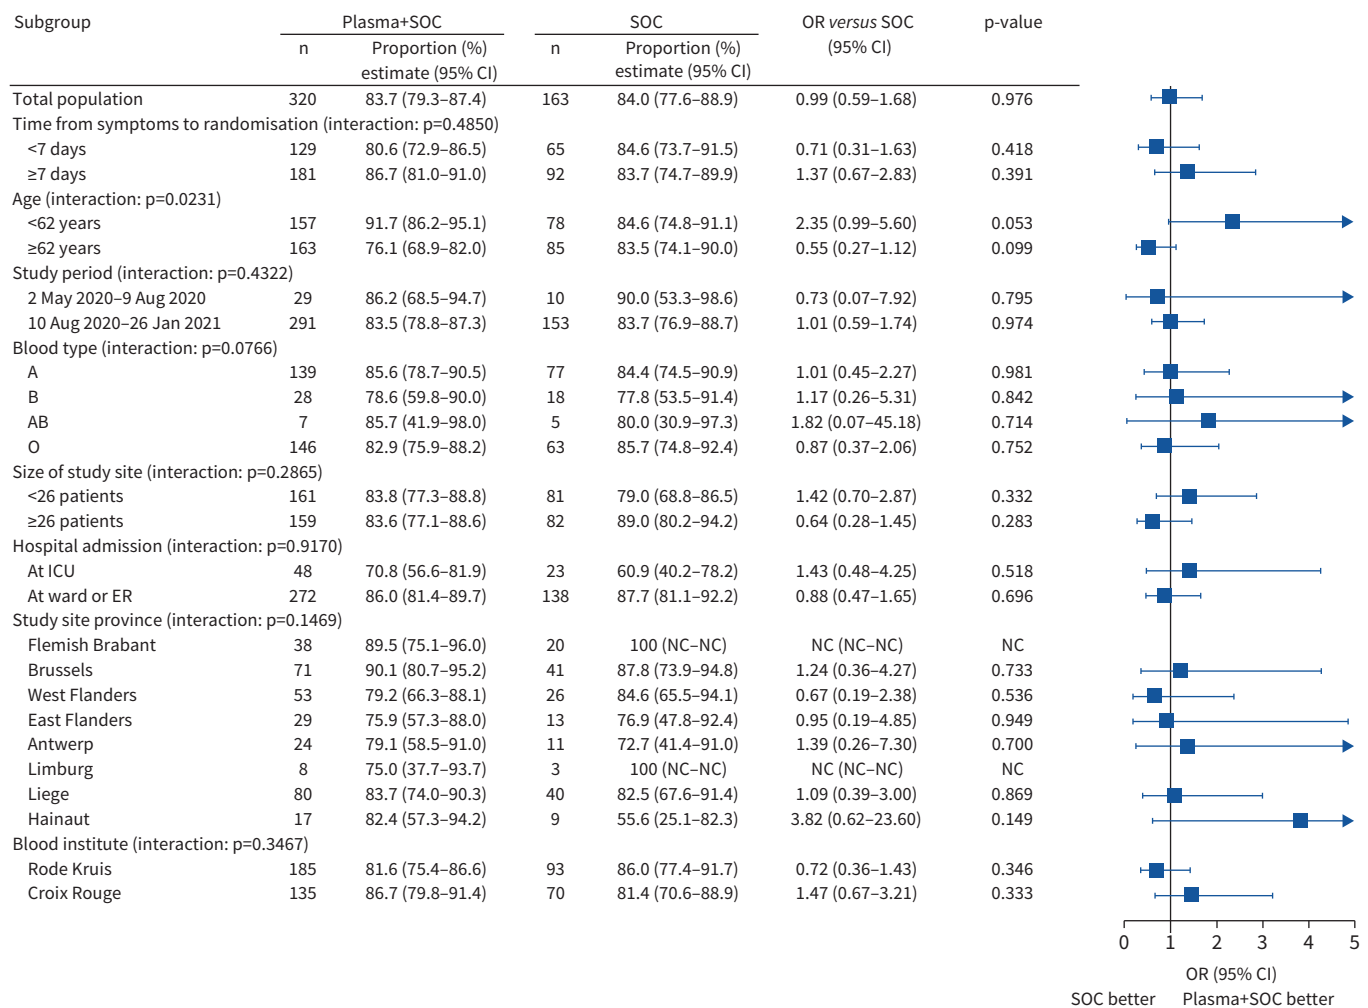 Subgroup Plasma+SOC SOC OR versus SOC p-value
n Proportion (%) n Proportion (%) (95% CI)
estimate (95% CI) estimate (95% CI)
Total population 320 83.7 (79.3–87.4) 163 84.0 (77.6–88.9) 0.99 (0.59–1.68) 0.976
Time from symptoms to randomisation (interaction: p=0.4850)
<7 days 129 80.6 (72.9–86.5) 65 84.6 (73.7–91.5) 0.71 (0.31–1.63) 0.418
≥7 days 181 86.7 (81.0–91.0) 92 83.7 (74.7–89.9) 1.37 (0.67–2.83) 0.391
Age (interaction: p=0.0231)
<62 years 157 91.7 (86.2–95.1) 78 84.6 (74.8–91.1) 2.35 (0.99–5.60) 0.053
≥62 years 163 76.1 (68.9–82.0) 85 83.5 (74.1–90.0) 0.55 (0.27–1.12) 0.099
Study period (interaction: p=0.4322)
2 May 2020–9 Aug 2020 29 86.2 (68.5–94.7) 10 90.0 (53.3–98.6) 0.73 (0.07–7.92) 0.795
10 Aug 2020–26 Jan 2021 291 83.5 (78.8–87.3) 153 83.7 (76.9–88.7) 1.01 (0.59–1.74) 0.974
Blood type (interaction: p=0.0766)
A 139 85.6 (78.7–90.5) 77 84.4 (74.5–90.9) 1.01 (0.45–2.27) 0.981
B 28 78.6 (59.8–90.0) 18 77.8 (53.5–91.4) 1.17 (0.26–5.31) 0.842
AB 7 85.7 (41.9–98.0) 5 80.0 (30.9–97.3) 1.82 (0.07–45.18) 0.714
O 146 82.9 (75.9–88.2) 63 85.7 (74.8–92.4) 0.87 (0.37–2.06) 0.752
Size of study site (interaction: p=0.2865)
<26 patients 161 83.8 (77.3–88.8) 81 79.0 (68.8–86.5) 1.42 (0.70–2.87) 0.332
≥26 patients 159 83.6 (77.1–88.6) 82 89.0 (80.2–94.2) 0.64 (0.28–1.45) 0.283
Hospital admission (interaction: p=0.9170)
At ICU 48 70.8 (56.6–81.9) 23 60.9 (40.2–78.2) 1.43 (0.48–4.25) 0.518
At ward or ER 272 86.0 (81.4–89.7) 138 87.7 (81.1–92.2) 0.88 (0.47–1.65) 0.696
Study site province (interaction: p=0.1469)
Flemish Brabant 38 89.5 (75.1–96.0) 20 100 (NC–NC) NC (NC–NC) NC
Brussels 71 90.1 (80.7–95.2) 41 87.8 (73.9–94.8) 1.24 (0.36–4.27) 0.733
West Flanders 53 79.2 (66.3–88.1) 26 84.6 (65.5–94.1) 0.67 (0.19–2.38) 0.536
East Flanders 29 75.9 (57.3–88.0) 13 76.9 (47.8–92.4) 0.95 (0.19–4.85) 0.949
Antwerp 24 79.1 (58.5–91.0) 11 72.7 (41.4–91.0) 1.39 (0.26–7.30) 0.700
Limburg 8 75.0 (37.7–93.7) 3 100 (NC–NC) NC (NC–NC) NC
Liege 80 83.7 (74.0–90.3) 40 82.5 (67.6–91.4) 1.09 (0.39–3.00) 0.869
Hainaut 17 82.4 (57.3–94.2) 9 55.6 (25.1–82.3) 3.82 (0.62–23.60) 0.149
Blood institute (interaction: p=0.3467)
Rode Kruis 185 81.6 (75.4–86.6) 93 86.0 (77.4–91.7) 0.72 (0.36–1.43) 0.346
Croix Rouge 135 86.7 (79.8–91.4) 70 81.4 (70.6–88.9) 1.47 (0.67–3.21) 0.333
0 1 2 3 4 5
OR (95% CI)
SOC better Plasma+SOC better